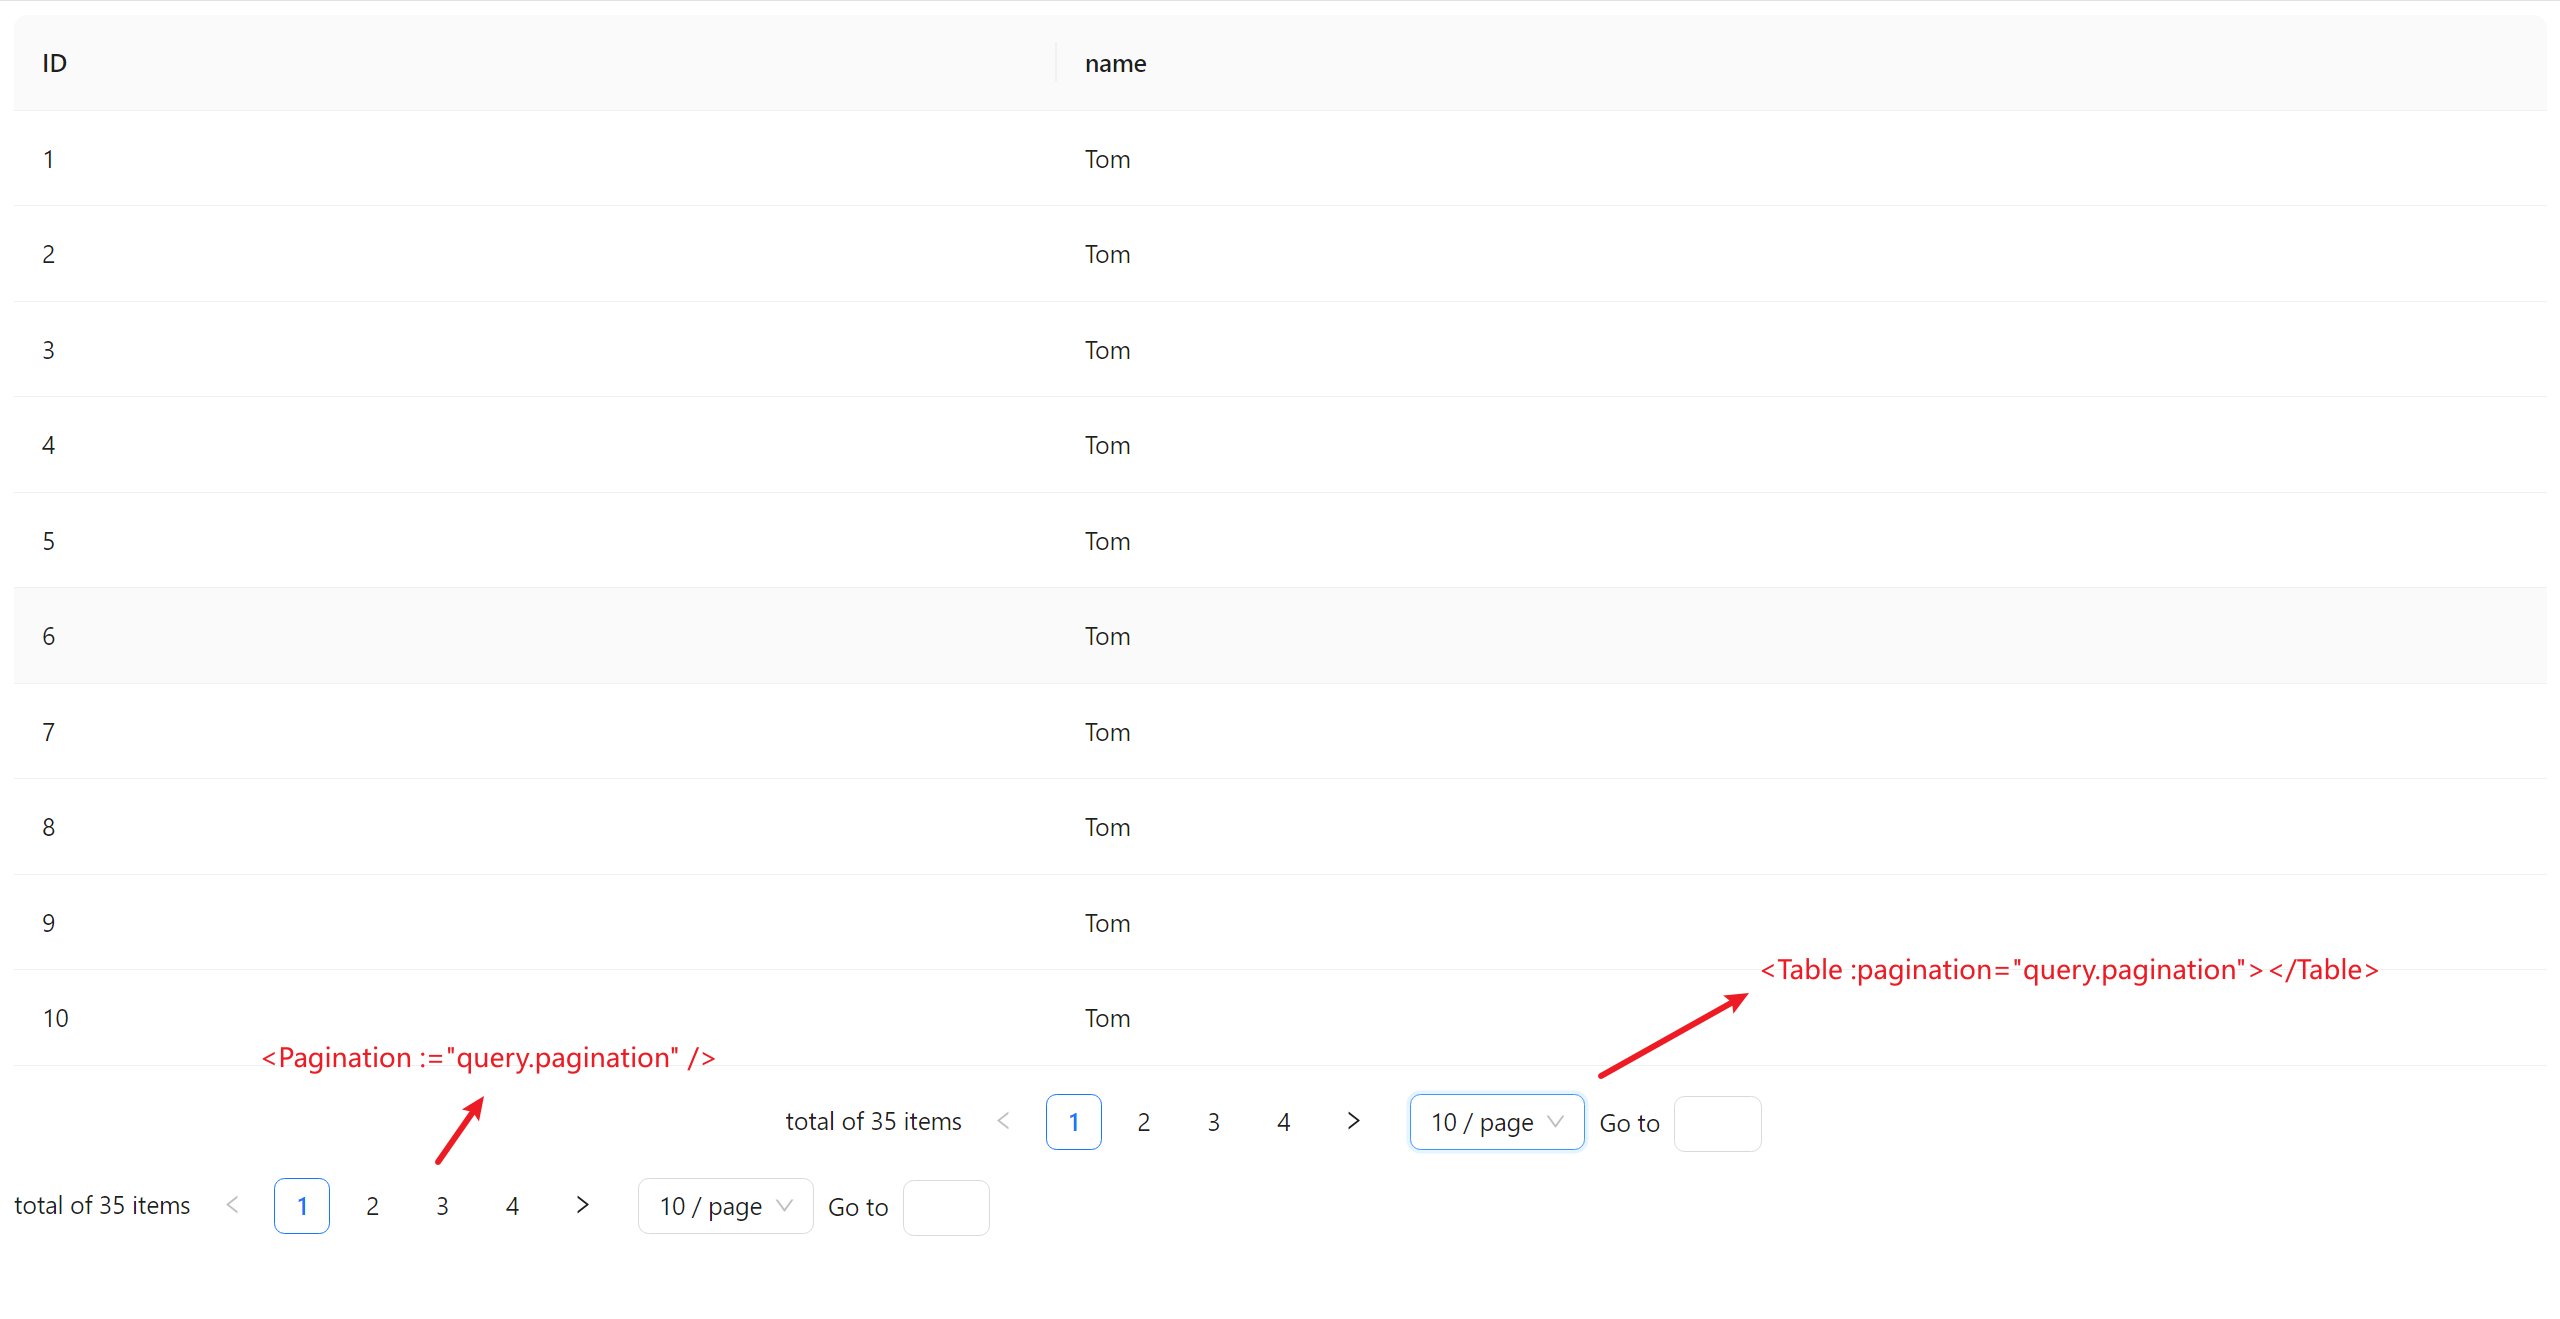 ID name
1 Tom
2 Tom
3 Tom
4 Tom
5 Tom
6 Tom
7 Tom
8 Tom
9 Tom
<Table :pagination="query.pagination"></Table>
10 Tom
<Pagination :="query.pagination" />
total of 35 items < 1 2 3 4 > 10 / page Go to
total of 35 items < 1 2 3 4 > 10 / page Go to